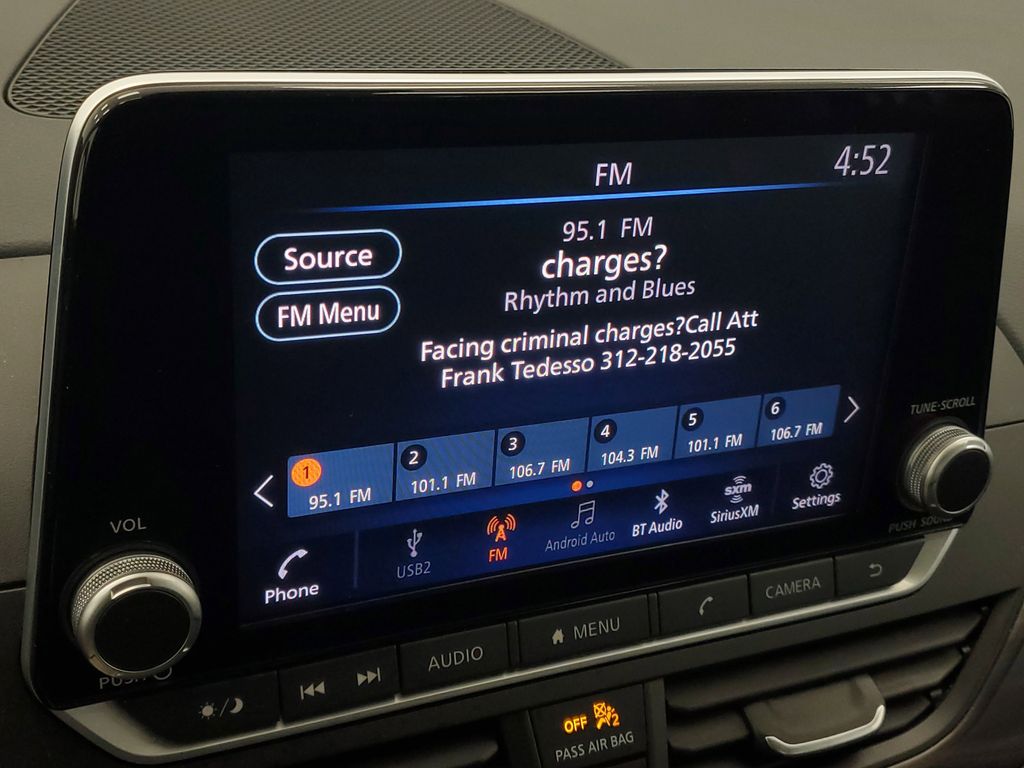 FM
4:52
95.1 FM
Source
charges?
FM Menu
Rhythm and Blues
Facing criminal charges?Call Att
Frank Tedesso 312-218-2055
1
95.1 FM
2
101.1 FM
3
106.7 FM
4
104.3 FM
5
101.1 FM
6
106.7 FM
TUNE·SCROLL
PUSH SOUND
VOL
PUSH
Phone
USB2
FM
Android Auto
BT Audio
sxm
SiriusXM
Settings
AUDIO
MENU
CAMERA
OFF
2
PASS AIR BAG